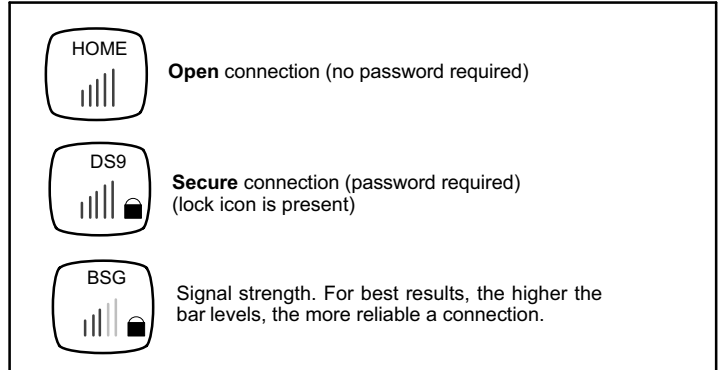 HOME
Open connection (no password required)
DS9
Secure connection (password required)
(lock icon is present)
BSG
Signal strength. For best results, the higher the
bar levels, the more reliable a connection.